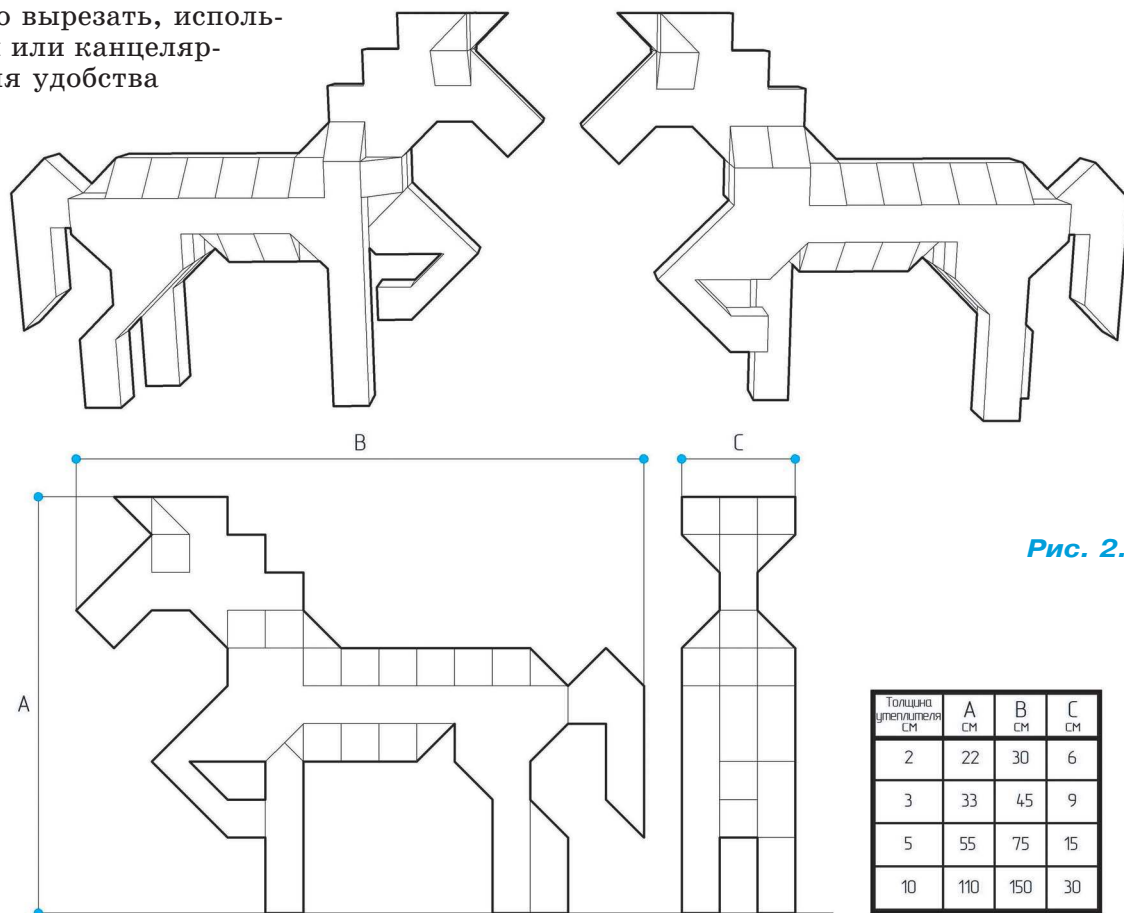 о вырезать, исполь-
и или канцеляр-
ия удобства
B
C
A
Рис. 2.
Толщина утеплителя см A см B см C см
2 22 30 6
3 33 45 9
5 55 75 15
10 110 150 30